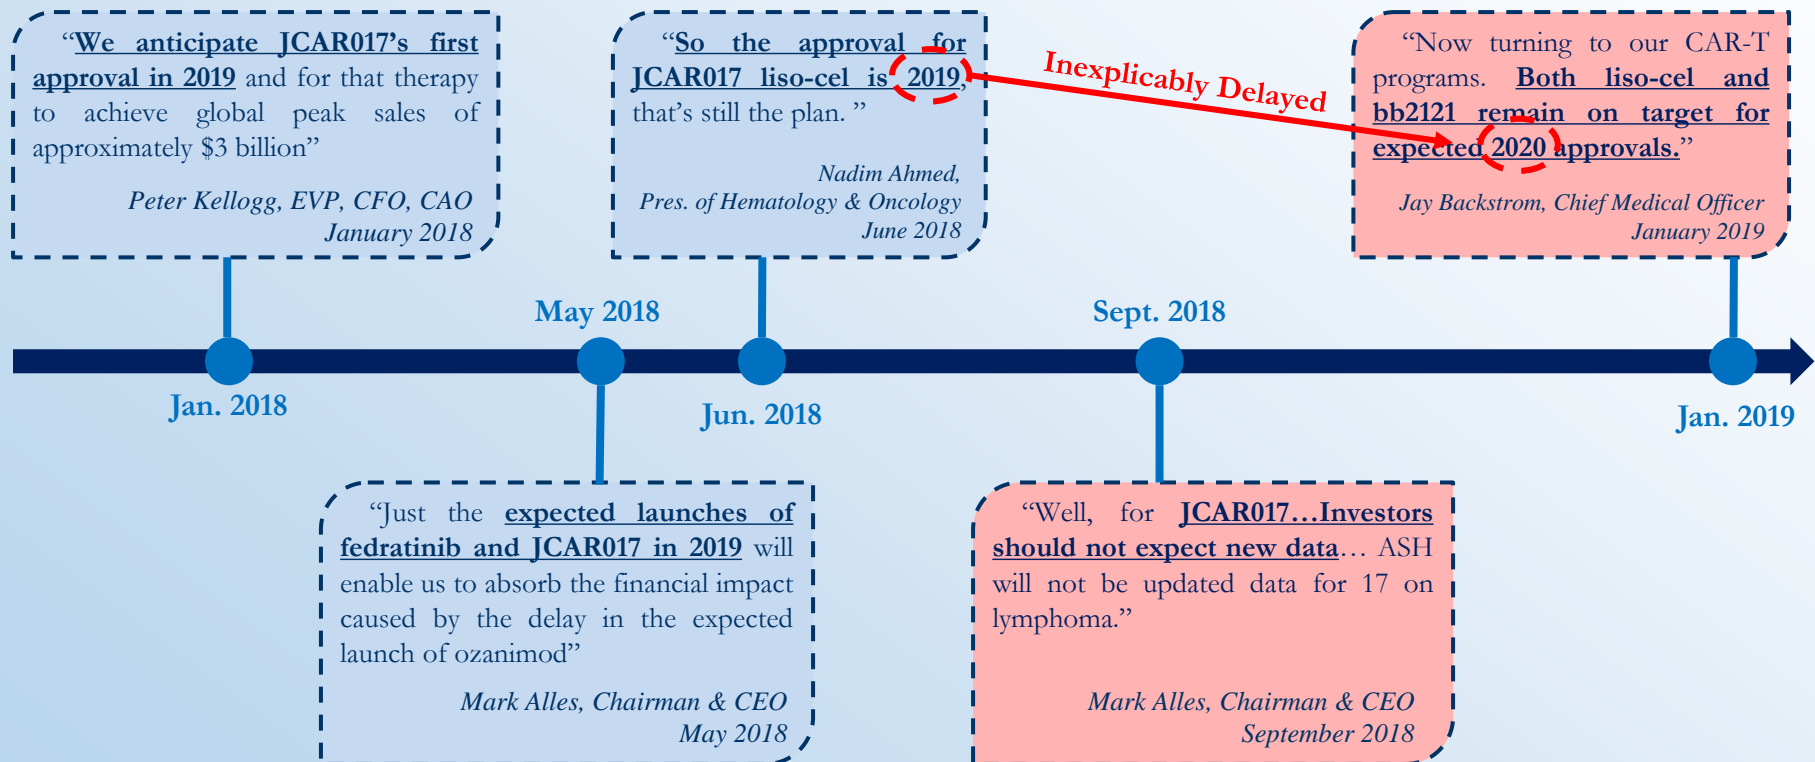 “We anticipate JCAR017’s first
approval in 2019 and for that therapy
to achieve global peak sales of
approximately $3 billion”
Peter Kellogg, EVP, CFO, CAO
January 2018
“So the approval for
JCAR017 liso-cel is 2019,
that’s still the plan. ”
Nadim Ahmed,
Pres. of Hematology & Oncology
June 2018
Inexplicably Delayed
“Now turning to our CAR-T
programs. Both liso-cel and
bb2121 remain on target for
expected 2020 approvals.”
Jay Backstrom, Chief Medical Officer
January 2019
May 2018
Sept. 2018
Jan. 2018
Jun. 2018
Jan. 2019
“Just the expected launches of
fedratinib and JCAR017 in 2019 will
enable us to absorb the financial impact
caused by the delay in the expected
launch of ozanimod”
Mark Alles, Chairman & CEO
May 2018
“Well, for JCAR017…Investors
should not expect new data… ASH
will not be updated data for 17 on
lymphoma.”
Mark Alles, Chairman & CEO
September 2018